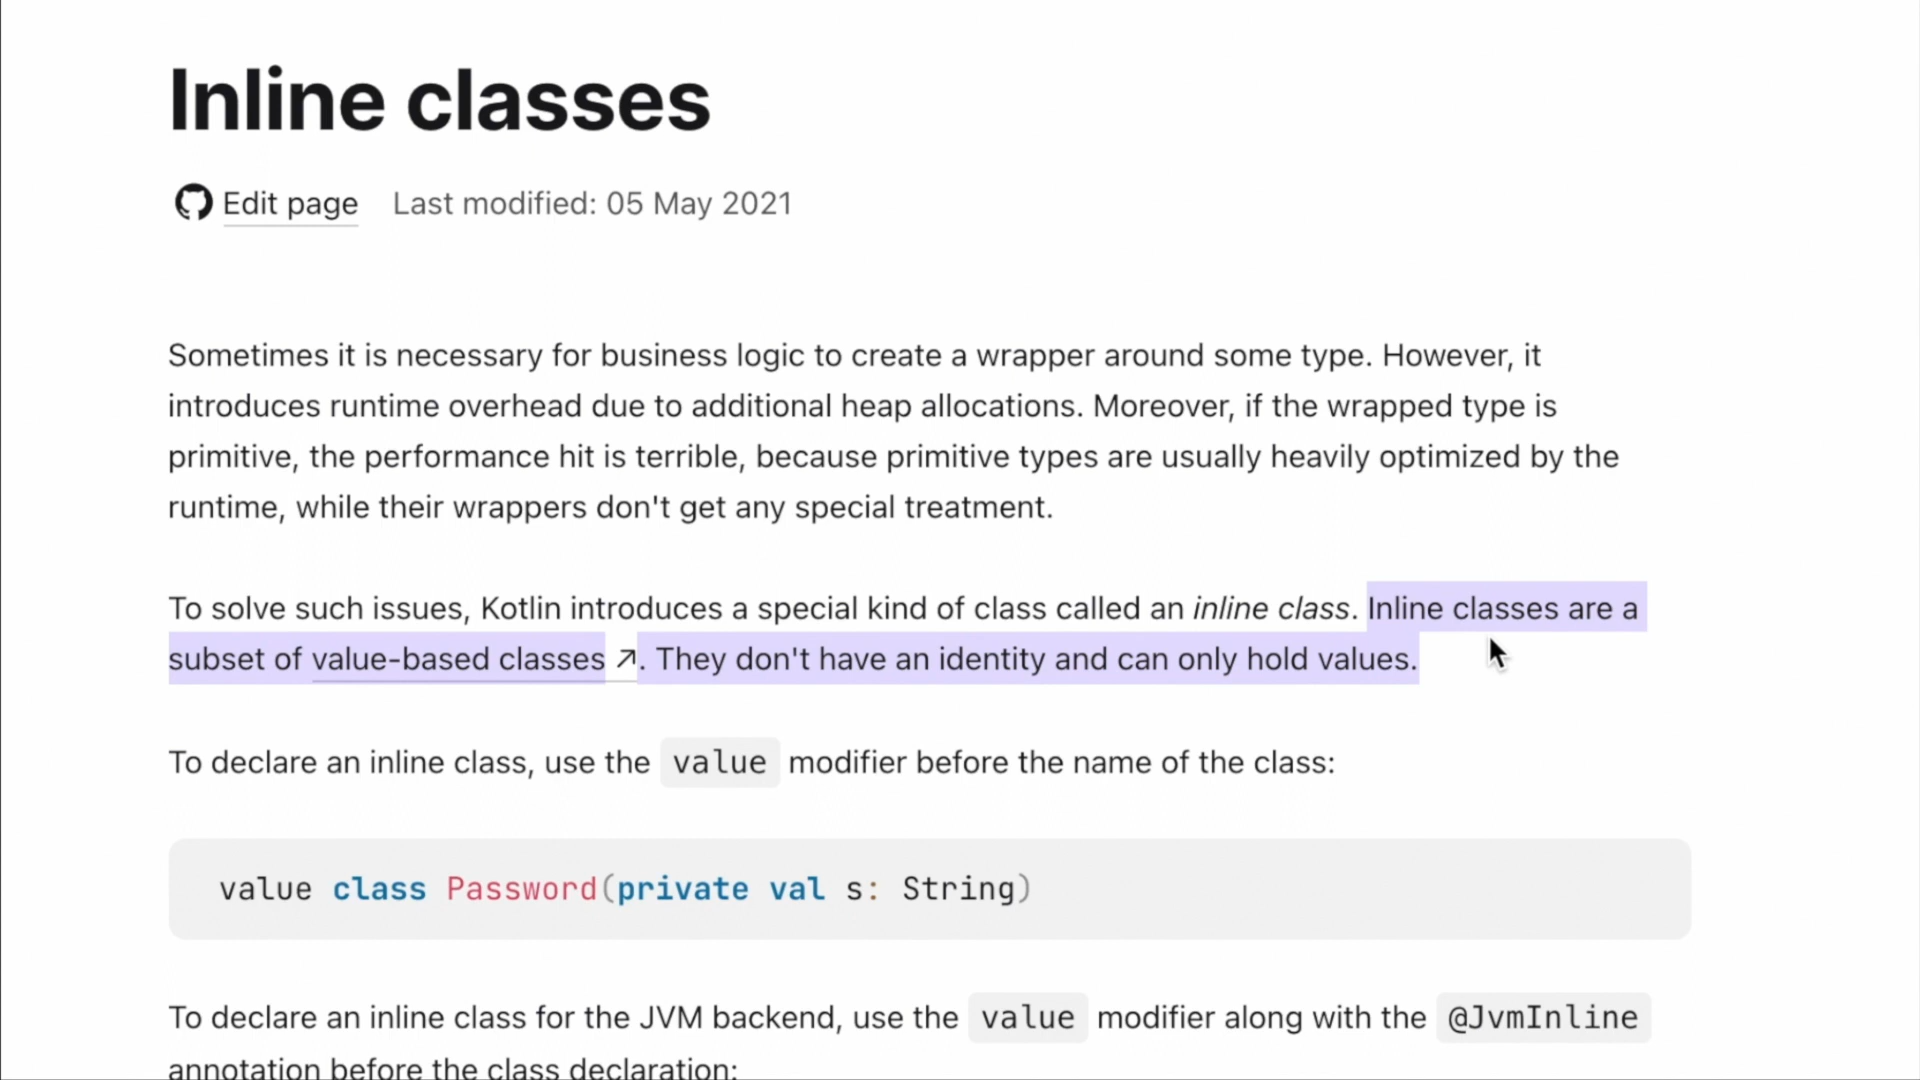 Inline classes
Edit page Last modified: 05 May 2021
Sometimes it is necessary for business logic to create a wrapper around some type. However, it
introduces runtime overhead due to additional heap allocations. Moreover, if the wrapped type is
primitive, the performance hit is terrible, because primitive types are usually heavily optimized by the
runtime, while their wrappers don't get any special treatment.
To solve such issues, Kotlin introduces a special kind of class called an inline class. Inline classes are a
subset of value-based classes ↗. They don't have an identity and can only hold values.
To declare an inline class, use the value modifier before the name of the class:
value class Password(private val s: String)
To declare an inline class for the JVM backend, use the value modifier along with the @JvmInline
annotation before the class declaration: